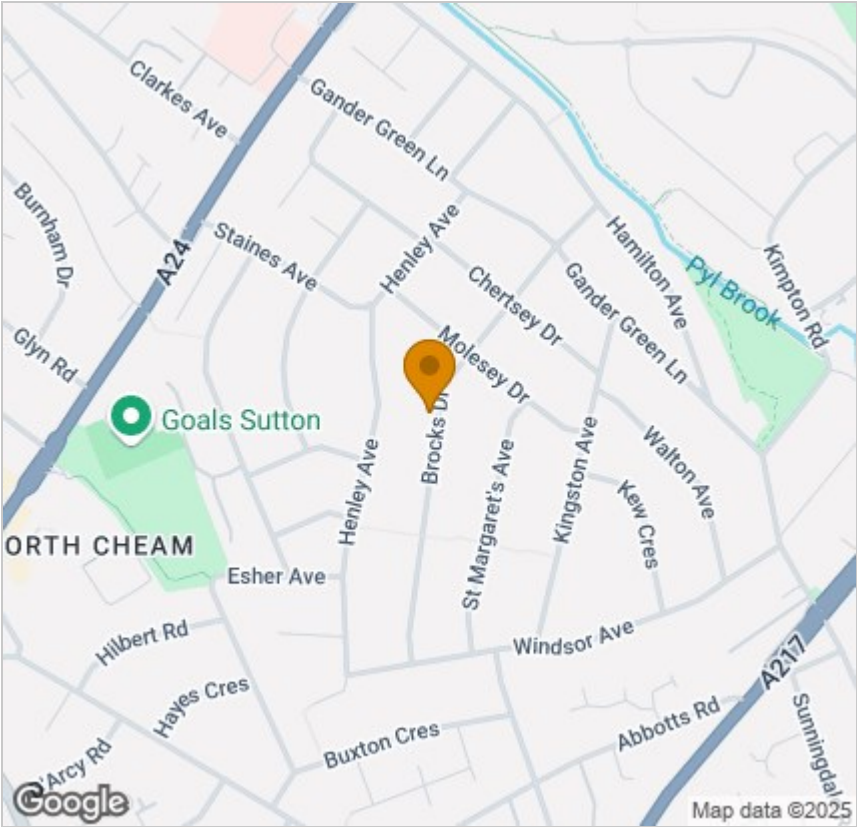 Clarkes Ave
Gander Green Ln
Burnham Dr
A24
Staines Ave
Henley Ave
Hamilton Ave
Kimpton Rd
Pyl Brook
Chertsey Dr
Gander Green Ln
Glyn Rd
Molesey Dr
Goals Sutton
Brocks Dr
Walton Ave
Henley Ave
St Margaret's Ave
Kingston Ave
Kew Cres
ORTH CHEAM
Esher Ave
Hilbert Rd
Windsor Ave
A217
Hayes Cres
Abbotts Rd
Buxton Cres
Sunningdal
'Arcy Rd
Google
Map data ©2025